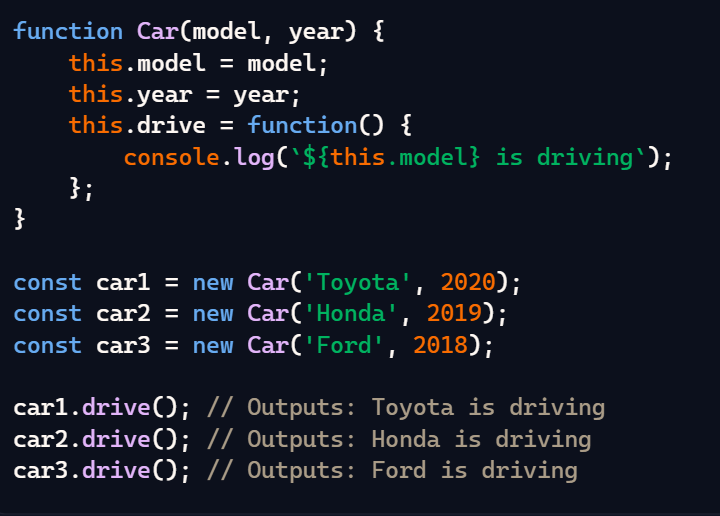 function Car(model, year) {
    this.model = model;
    this.year = year;
    this.drive = function() {
        console.log(`${this.model} is driving`);
    };
}

const car1 = new Car('Toyota', 2020);
const car2 = new Car('Honda', 2019);
const car3 = new Car('Ford', 2018);

car1.drive(); // Outputs: Toyota is driving
car2.drive(); // Outputs: Honda is driving
car3.drive(); // Outputs: Ford is driving